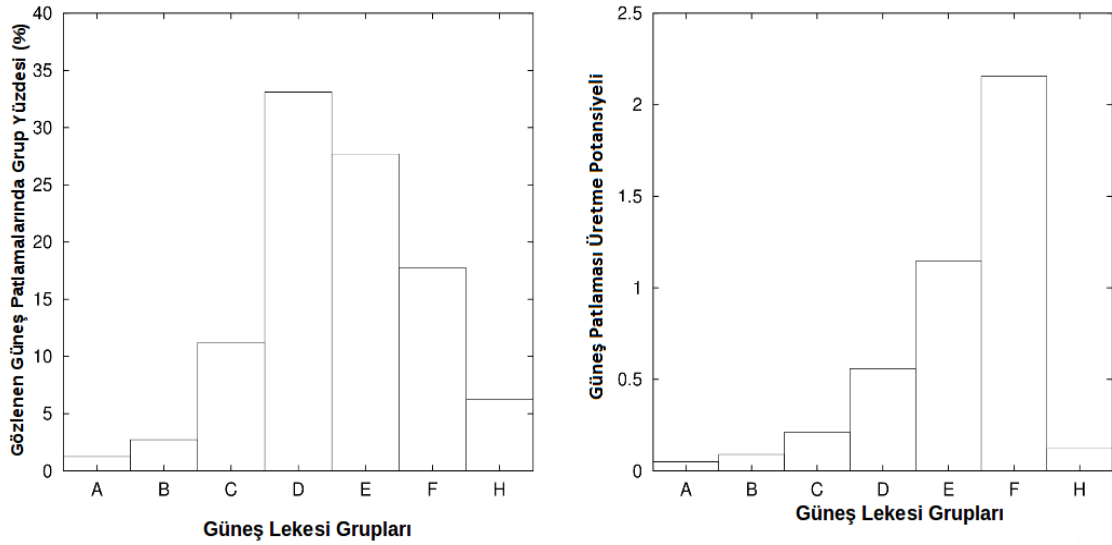 Gözlenen Güneş Patlamalarında Grup Yüzdesi (%)
40
35
30
25
20
15
10
5
0
A B C D E F H
Güneş Lekesi Grupları
Güneş Patlaması Üretme Potansiyeli
2.5
2
1.5
1
0.5
0
A B C D E F H
Güneş Lekesi Grupları